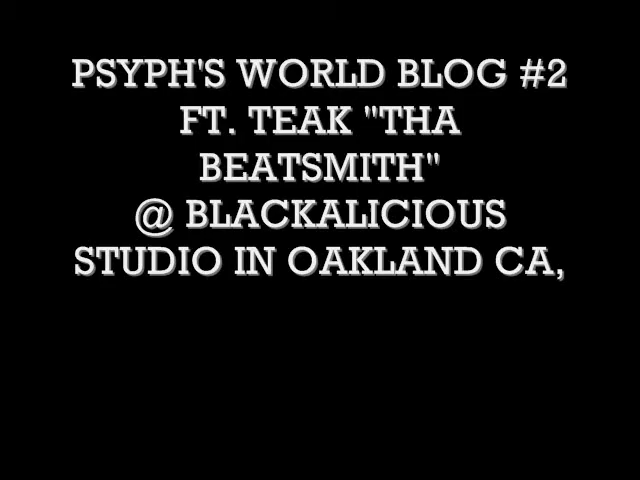 PSYPH'S WORLD BLOG #2
FT. TEAK "THA
BEATSMITH"
@ BLACKALICIOUS
STUDIO IN OAKLAND CA,